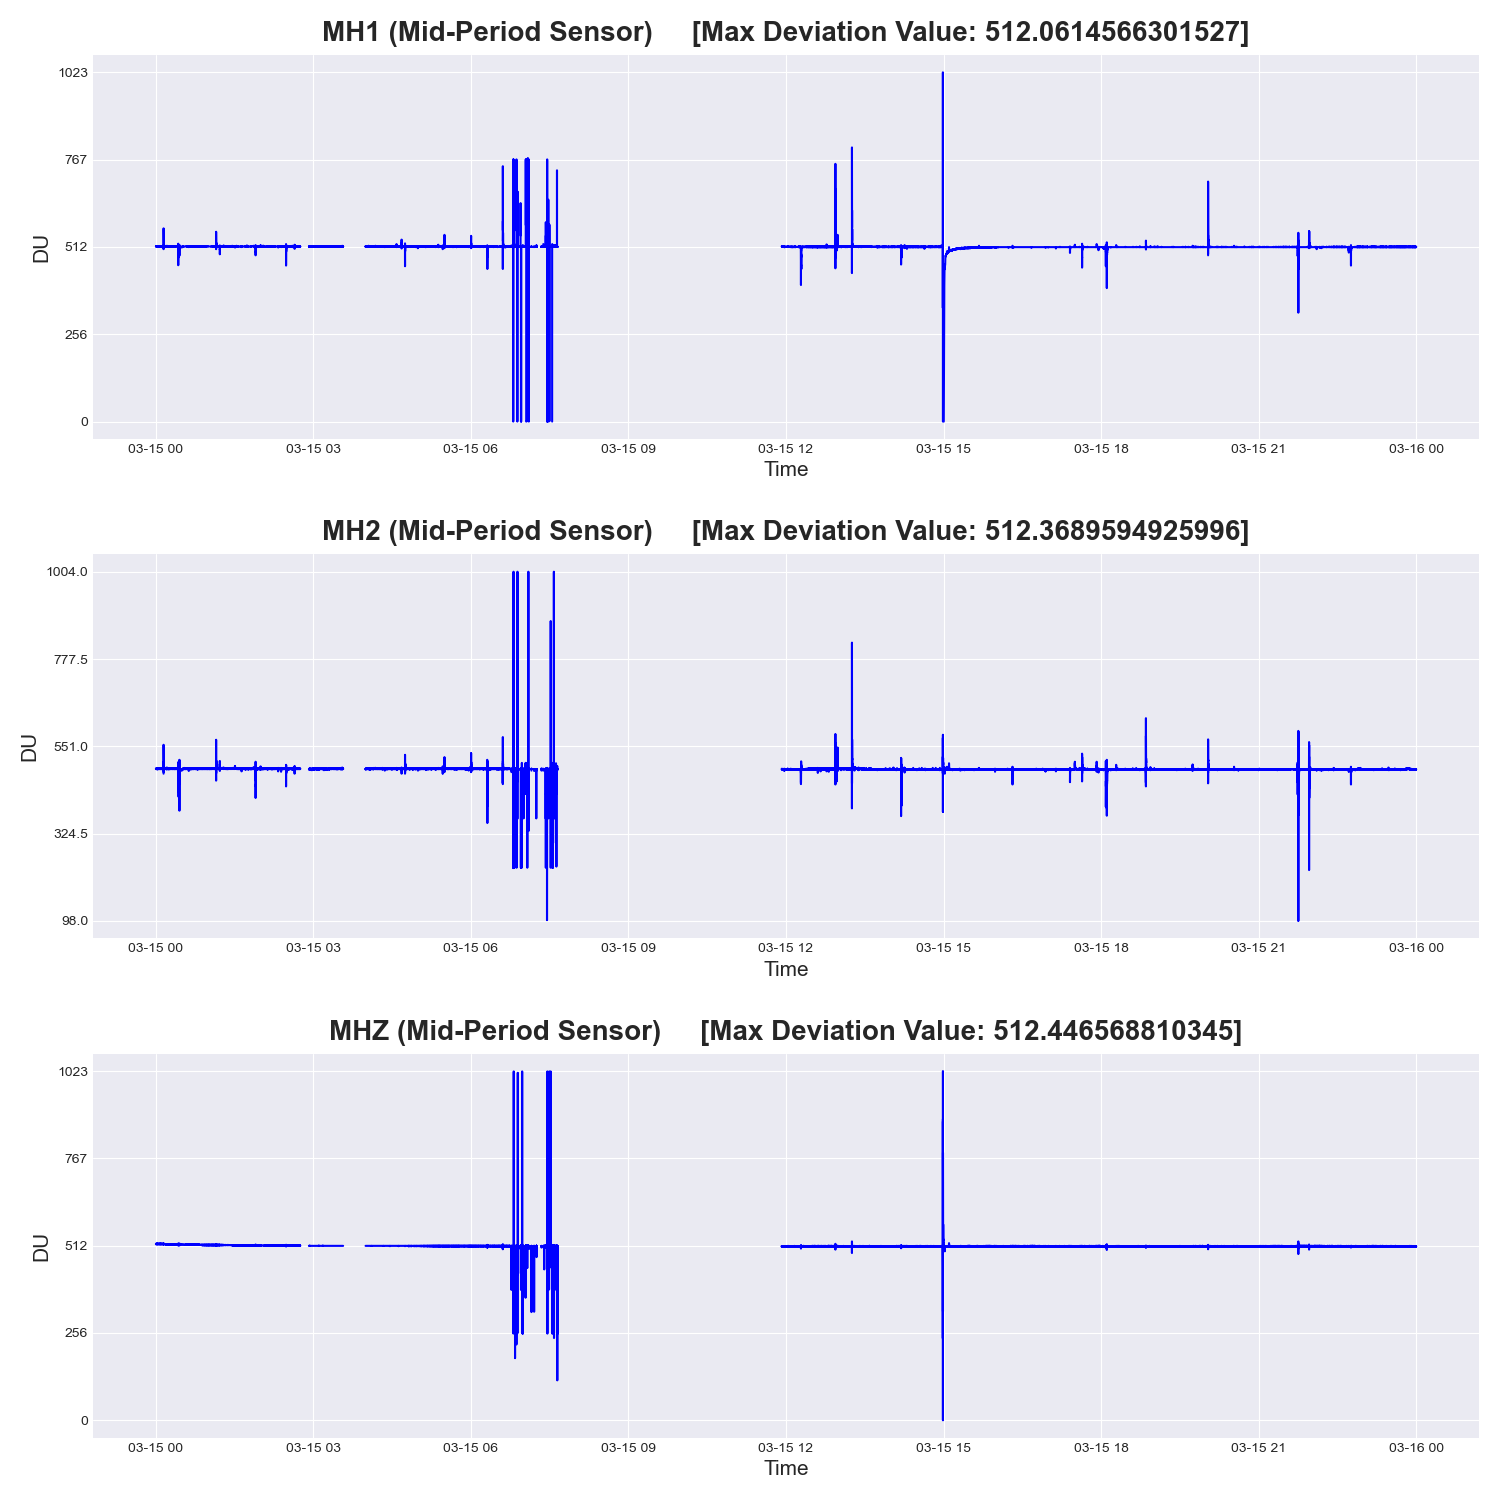 MH1 (Mid-Period Sensor) [Max Deviation Value: 512.0614566301527]
1023
767
512
256
0
DU
03-15 00 03-15 03 03-15 06 03-15 09 03-15 12 03-15 15 03-15 18 03-15 21 03-16 00
Time
MH2 (Mid-Period Sensor) [Max Deviation Value: 512.3689594925996]
1004.0
777.5
551.0
324.5
98.0
DU
03-15 00 03-15 03 03-15 06 03-15 09 03-15 12 03-15 15 03-15 18 03-15 21 03-16 00
Time
MHZ (Mid-Period Sensor) [Max Deviation Value: 512.446568810345]
1023
767
512
256
0
DU
03-15 00 03-15 03 03-15 06 03-15 09 03-15 12 03-15 15 03-15 18 03-15 21 03-16 00
Time